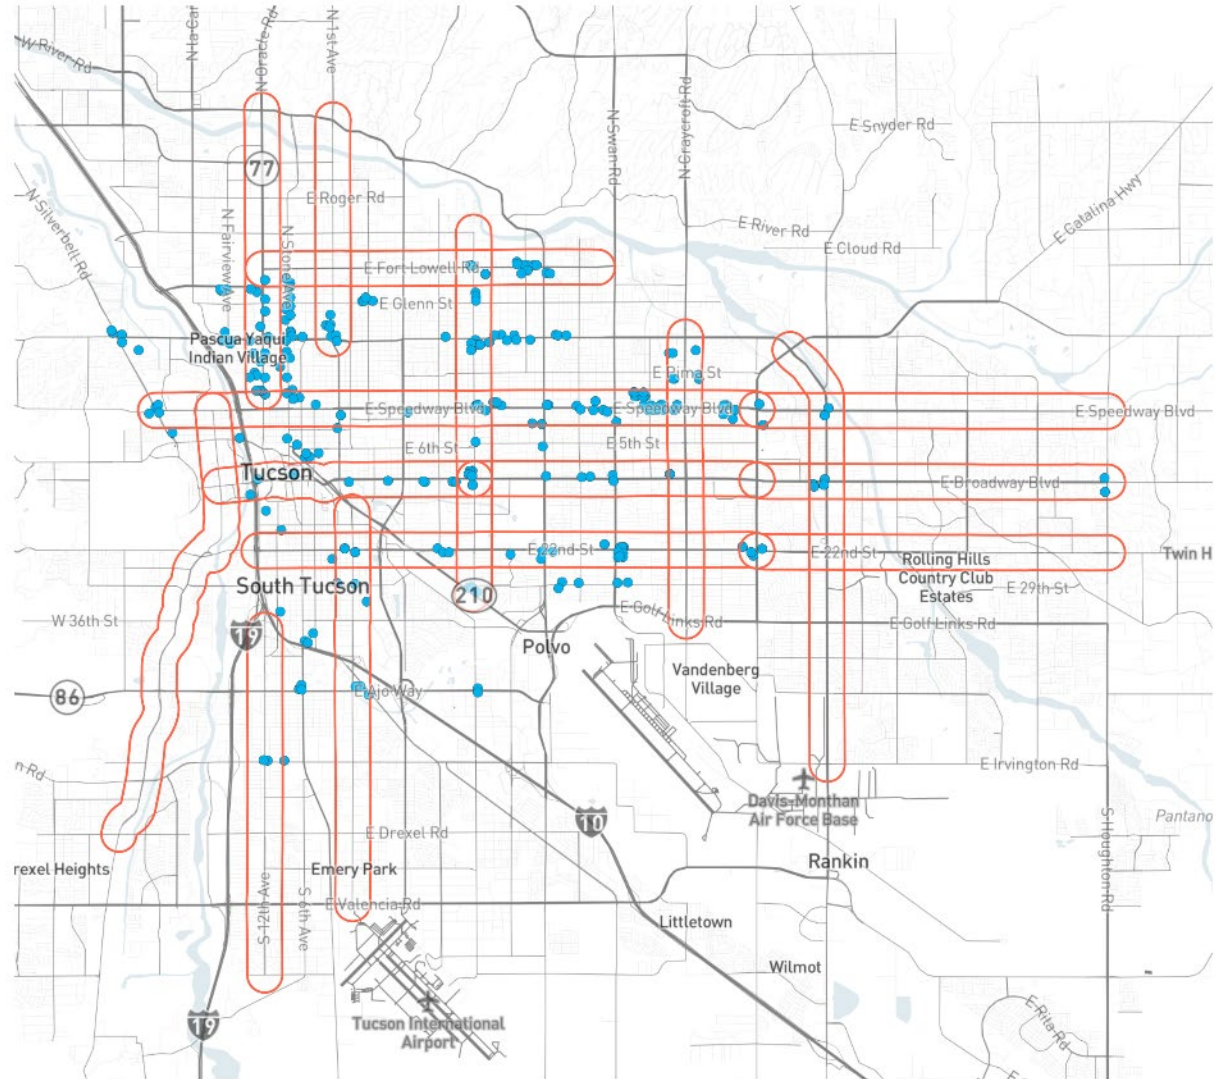 W River Rd
N Oracle Rd
N 1st Ave
N Craycroft Rd
N Swan Rd
E Snyder Rd
77
E Catalina Hwy
E Roger Rd
N Silverbell Rd
N Fairview Ave
N Stone Ave
E River Rd
E Cloud Rd
E Fort Lowell Rd
E Glenn St
Pascua Yaqui
Indian Village
E Pima St
E Speedway Blvd
E Speedway Blvd
E Speedway Blvd
E 6th St
E 5th St
Tucson
E Broadway Blvd
E 22nd St
E 22nd St
Rolling Hills
Country Club
Estates
Twin H
South Tucson
E 29th St
210
W 36th St
E Golf Links Rd
E Golf Links Rd
19
Polvo
Vandenberg
Village
86
E Ajo Way
n Rd
E Irvington Rd
Davis-Monthan
Air Force Base
10
S Houghton Rd
Pantano
E Drexel Rd
rexel Heights
Emery Park
Rankin
S 12th Ave
S 6th Ave
E Valencia Rd
Littletown
Wilmot
19
Tucson International
Airport
E Rita Rd